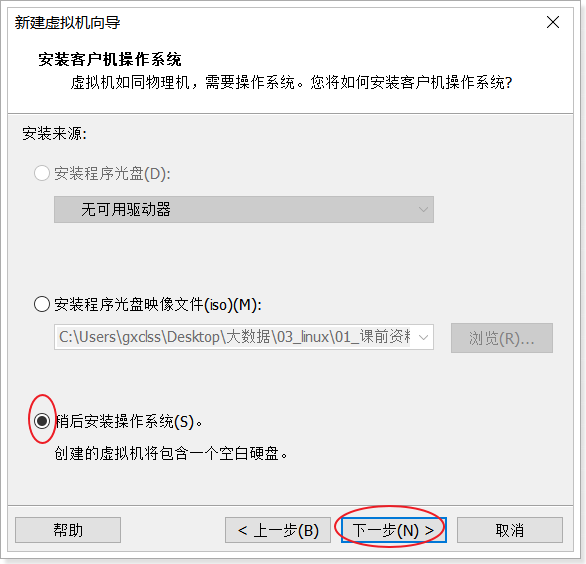 新建虚拟机向导
安装客户机操作系统
虚拟机如同物理机，需要操作系统。您将如何安装客户机操作系统?
安装来源:
安装程序光盘(D):
无可用驱动器
安装程序光盘映像文件(iso)(M):
C:\Users\gxclss\Desktop\大数据\03_linux\01_课前资料
浏览(R)...
稍后安装操作系统(S)。
创建的虚拟机将包含一个空白硬盘。
帮助
< 上一步(B)
下一步(N) >
取消